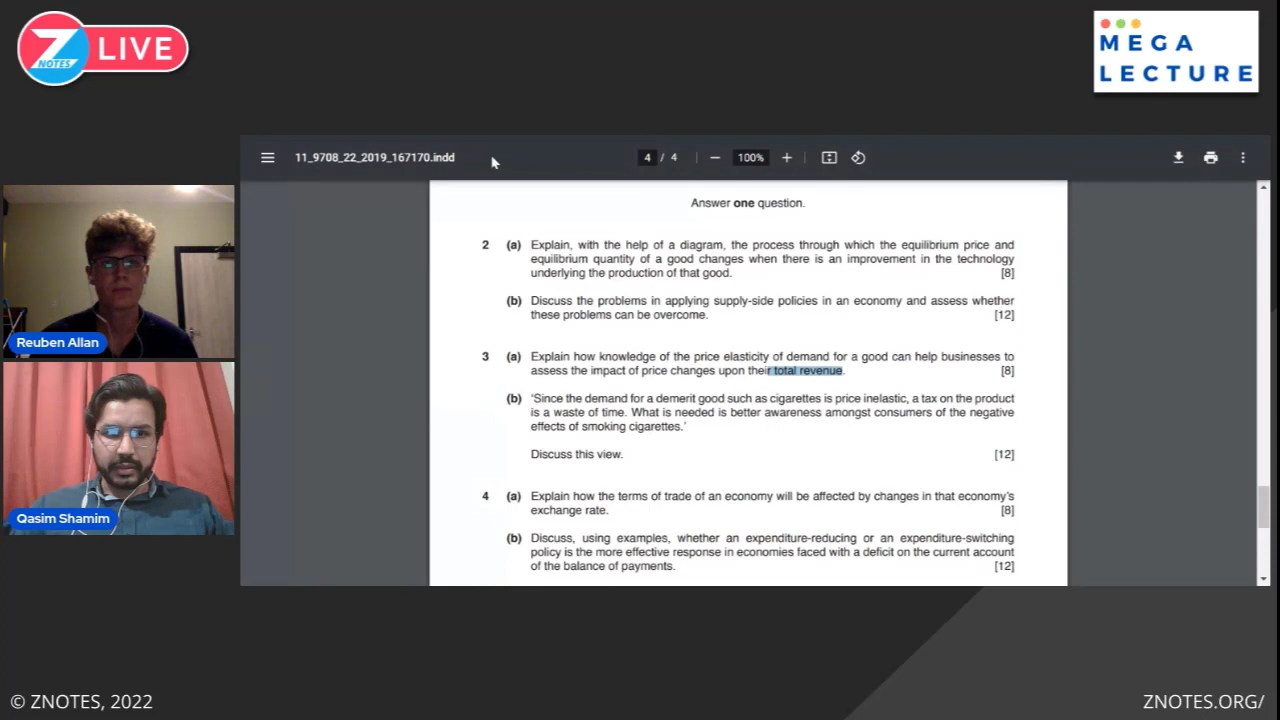 Z NOTES LIVE
MEGA
LECTURE
11_9708_22_2019_167170.indd
4 / 4
100%
Answer one question.
2 (a) Explain, with the help of a diagram, the process through which the equilibrium price and
equilibrium quantity of a good changes when there is an improvement in the technology
underlying the production of that good. [8]
(b) Discuss the problems in applying supply-side policies in an economy and assess whether
these problems can be overcome. [12]
3 (a) Explain how knowledge of the price elasticity of demand for a good can help businesses to
assess the impact of price changes upon their total revenue. [8]
(b) ‘Since the demand for a demerit good such as cigarettes is price inelastic, a tax on the product
is a waste of time. What is needed is better awareness amongst consumers of the negative
effects of smoking cigarettes.’
Discuss this view. [12]
4 (a) Explain how the terms of trade of an economy will be affected by changes in that economy’s
exchange rate. [8]
(b) Discuss, using examples, whether an expenditure-reducing or an expenditure-switching
policy is the more effective response in economies faced with a deficit on the current account
of the balance of payments. [12]
Reuben Allan
Qasim Shamim
© ZNOTES, 2022
ZNOTES.ORG/